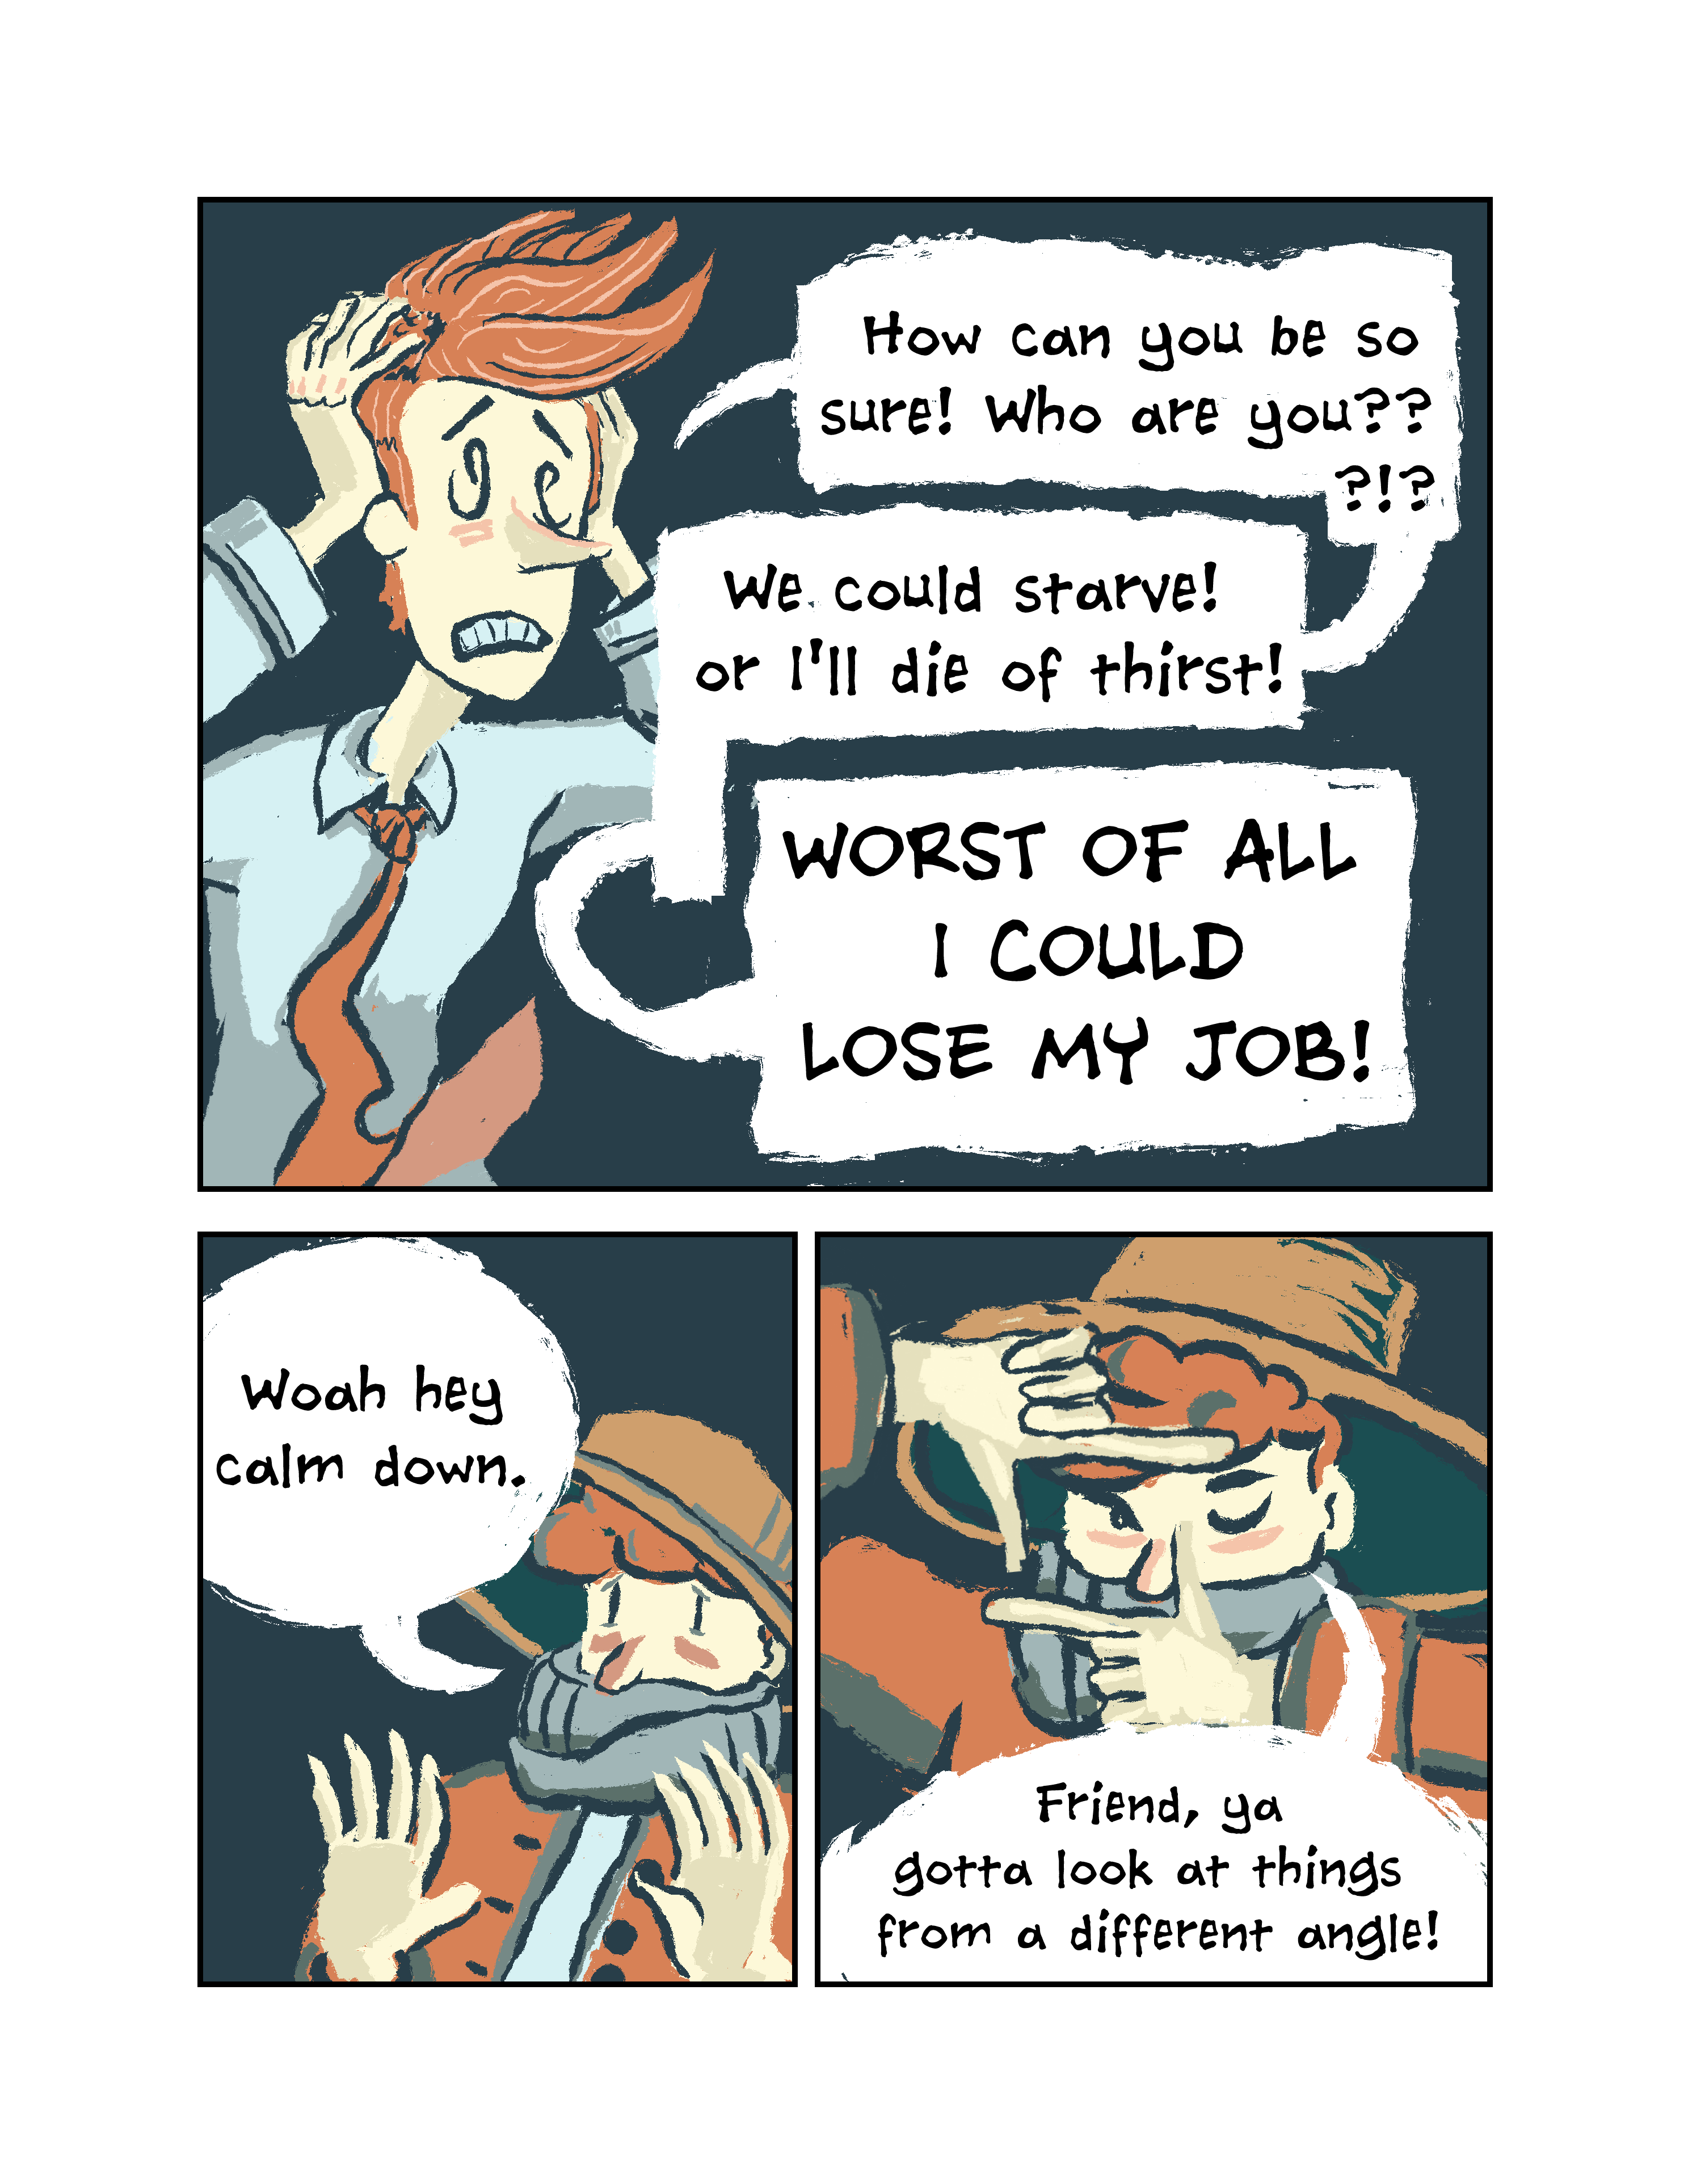 How can you be so
sure! Who are you??
?!?
We could starve!
or I'll die of thirst!
WORST OF ALL
I COULD
LOSE MY JOB!
Woah hey
calm down.
Friend, ya
gotta look at things
from a different angle!